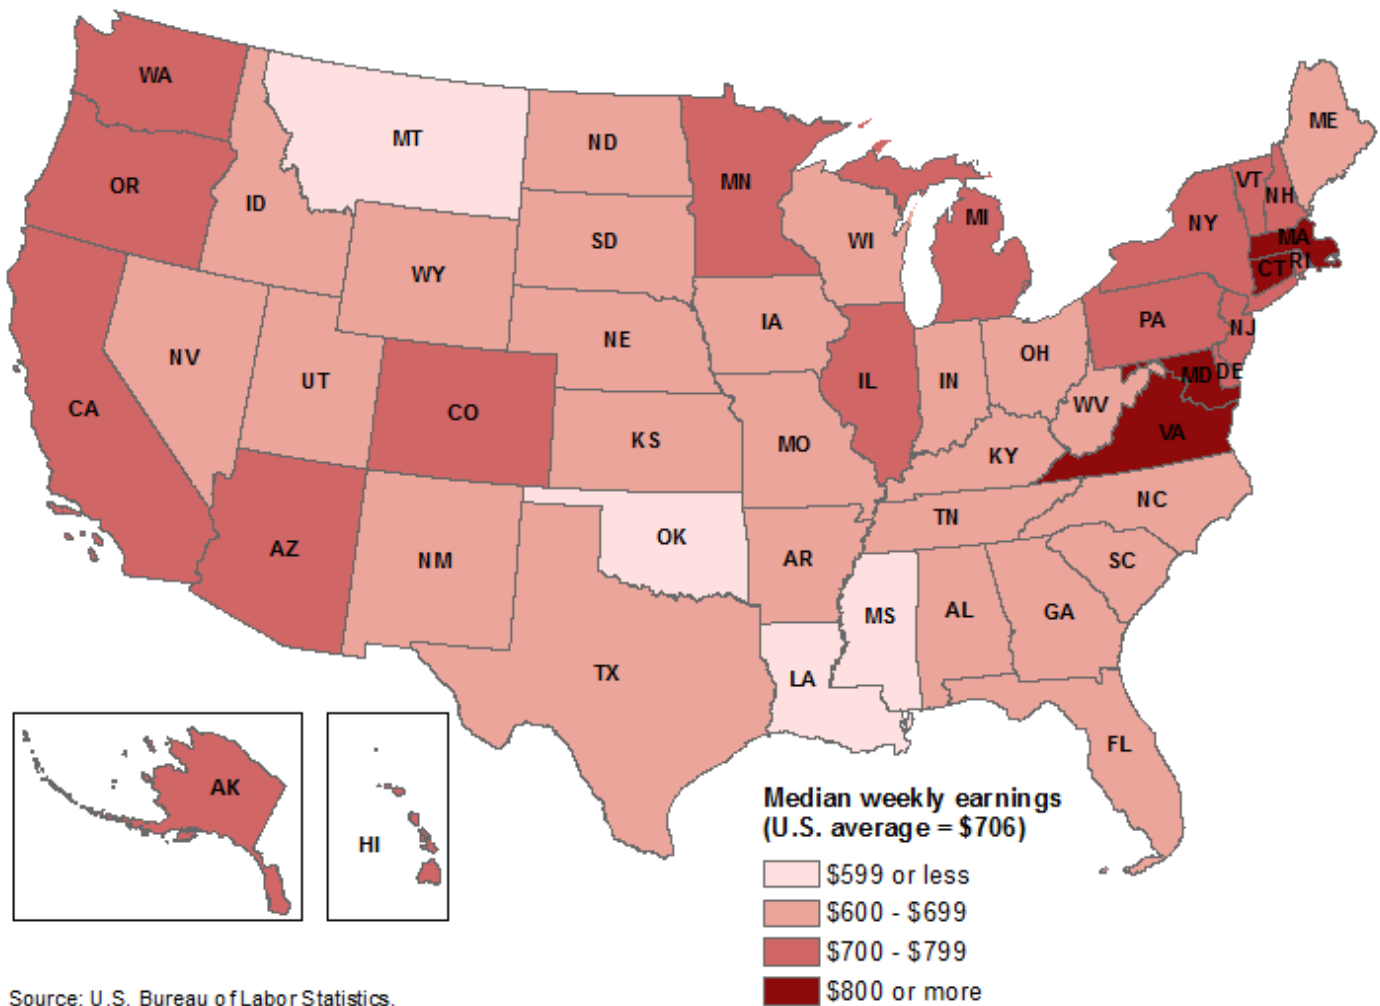 WA
MT
ND
ME
OR
ID
MN
VT
NH
MI
NY
MA
SD
WI
CT
RI
WY
IA
PA
NJ
NE
OH
NV
UT
IL
IN
MD
DE
CA
CO
WV
KS
MO
VA
KY
NC
TN
OK
AZ
NM
AR
SC
MS
AL
GA
TX
LA
FL
AK
HI
Median weekly earnings
(U.S. average = $706)
$599 or less
$600 - $699
$700 - $799
$800 or more
Source: U.S. Bureau of Labor Statistics.